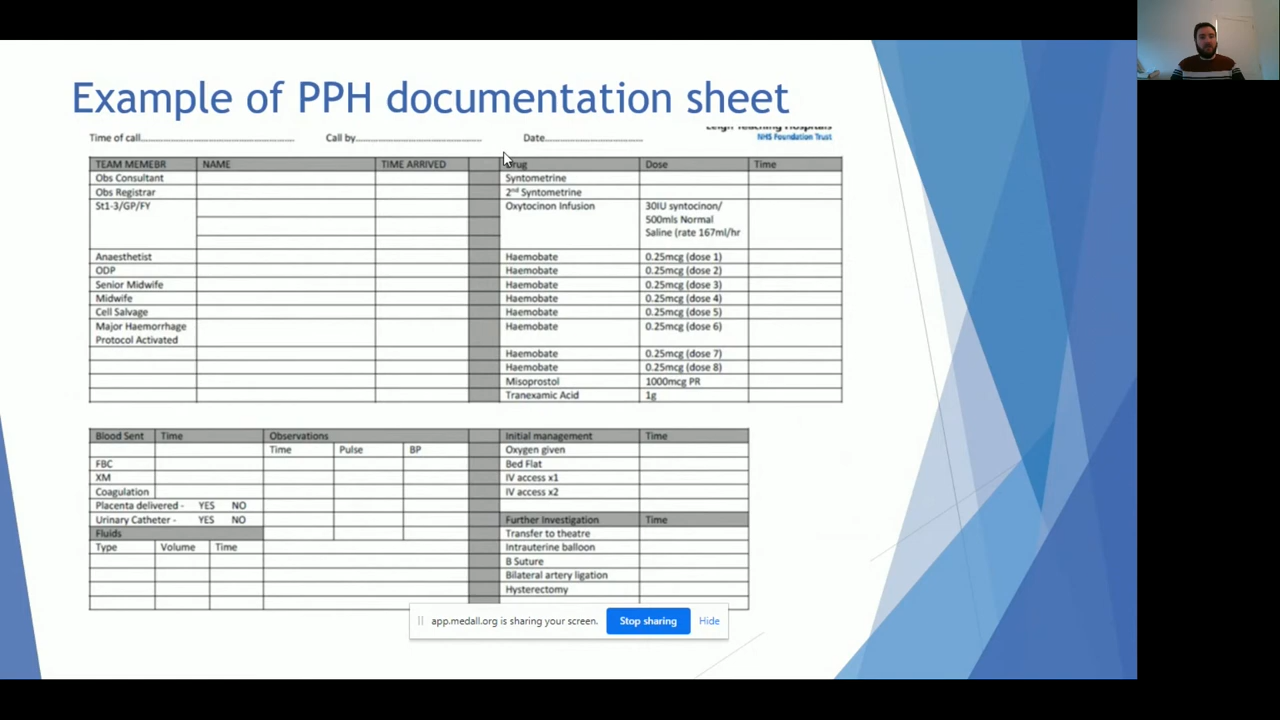 Example of PPH documentation sheet
Leigh Teaching Hospitals
NHS Foundation Trust
Time of call Call by Date
TEAM MEMEBR NAME TIME ARRIVED Drug Dose Time
Obs Consultant Syntometrine
Obs Registrar 2nd Syntometrine
St1-3/GP/FY Oxytocinon Infusion 30IU syntocinon/
500mls Normal
Saline (rate 167ml/hr
Anaesthetist Haemobate 0.25mcg (dose 1)
ODP Haemobate 0.25mcg (dose 2)
Senior Midwife Haemobate 0.25mcg (dose 3)
Midwife Haemobate 0.25mcg (dose 4)
Cell Salvage Haemobate 0.25mcg (dose 5)
Major Haemorrhage Haemobate 0.25mcg (dose 6)
Protocol Activated
Haemobate 0.25mcg (dose 7)
Haemobate 0.25mcg (dose 8)
Misoprostol 1000mcg PR
Tranexamic Acid 1g
Blood Sent Time Observations Initial management Time
Time Pulse BP Oxygen given
FBC Bed Flat
XM IV access x1
Coagulation IV access x2
Placenta delivered - YES NO
Urinary Catheter - YES NO Further Investigation Time
Fluids Transfer to theatre
Type Volume Time Intrauterine balloon
B Suture
Bilateral artery ligation
Hysterectomy
app.medall.org is sharing your screen. Stop sharing Hide